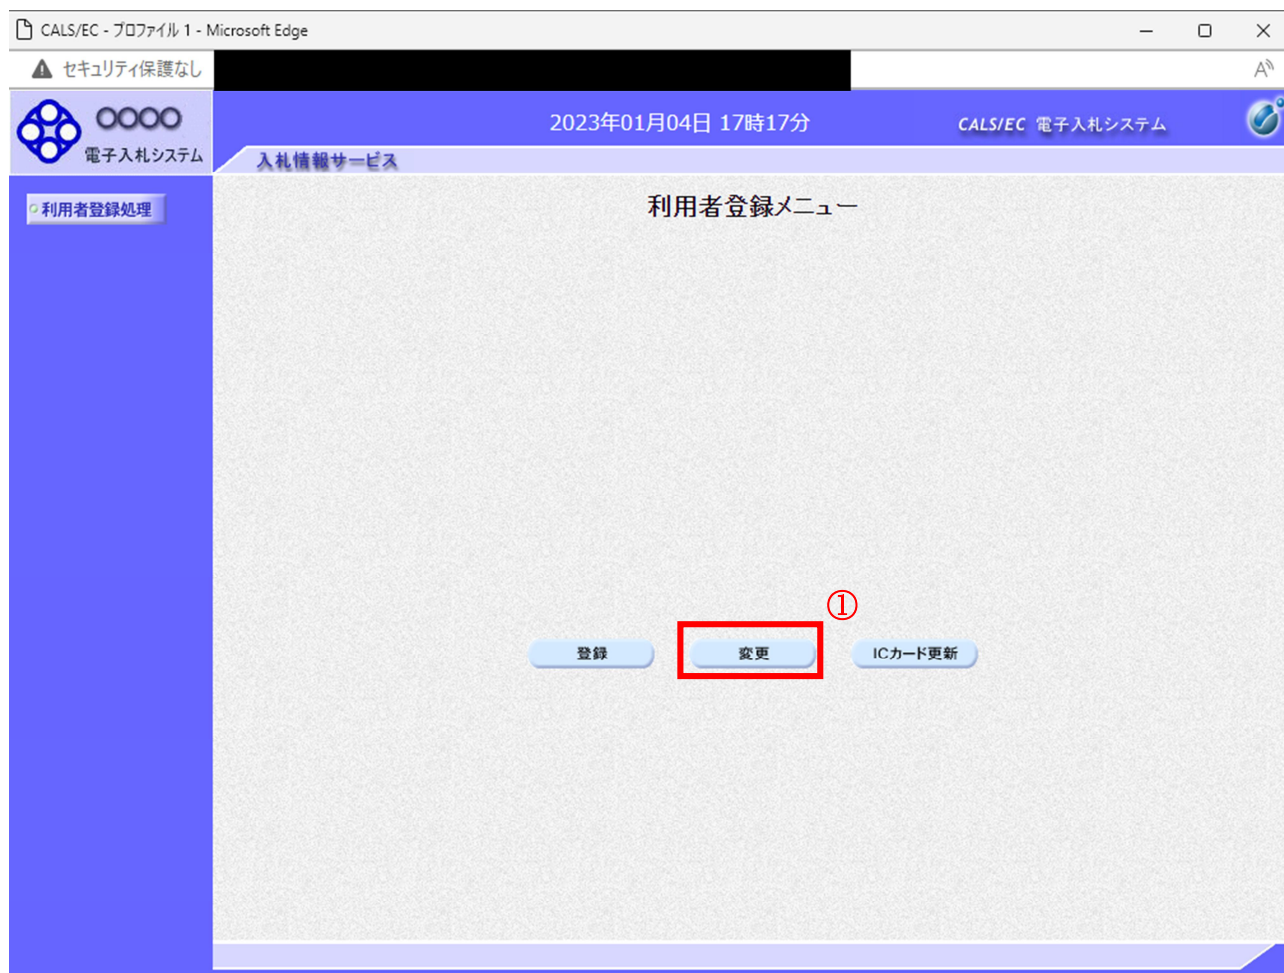 CALS/EC - プロファイル 1 - Microsoft Edge
セキュリティ保護なし
A
〇〇〇〇
電子入札システム
2023年01月04日 17時17分
CALS/EC 電子入札システム
入札情報サービス
利用者登録処理
利用者登録メニュー
①
登録 変更 ICカード更新